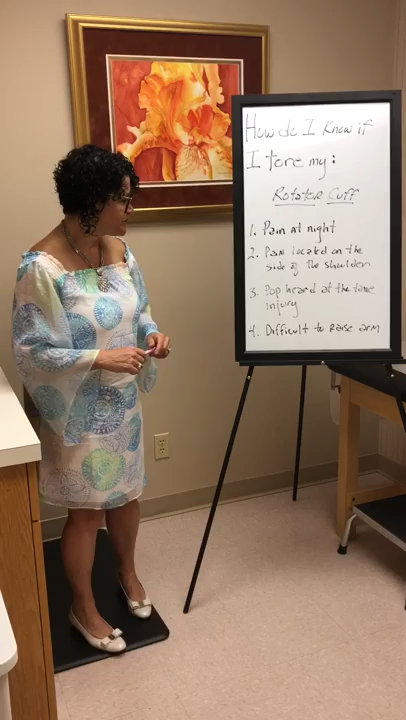 How do I Know if
I tore my:
Rotator Cuff
1. Pain at night
2. Pain located on the
side of the shoulder
3. Pop heard at the time
injury
4. Difficult to raise arm